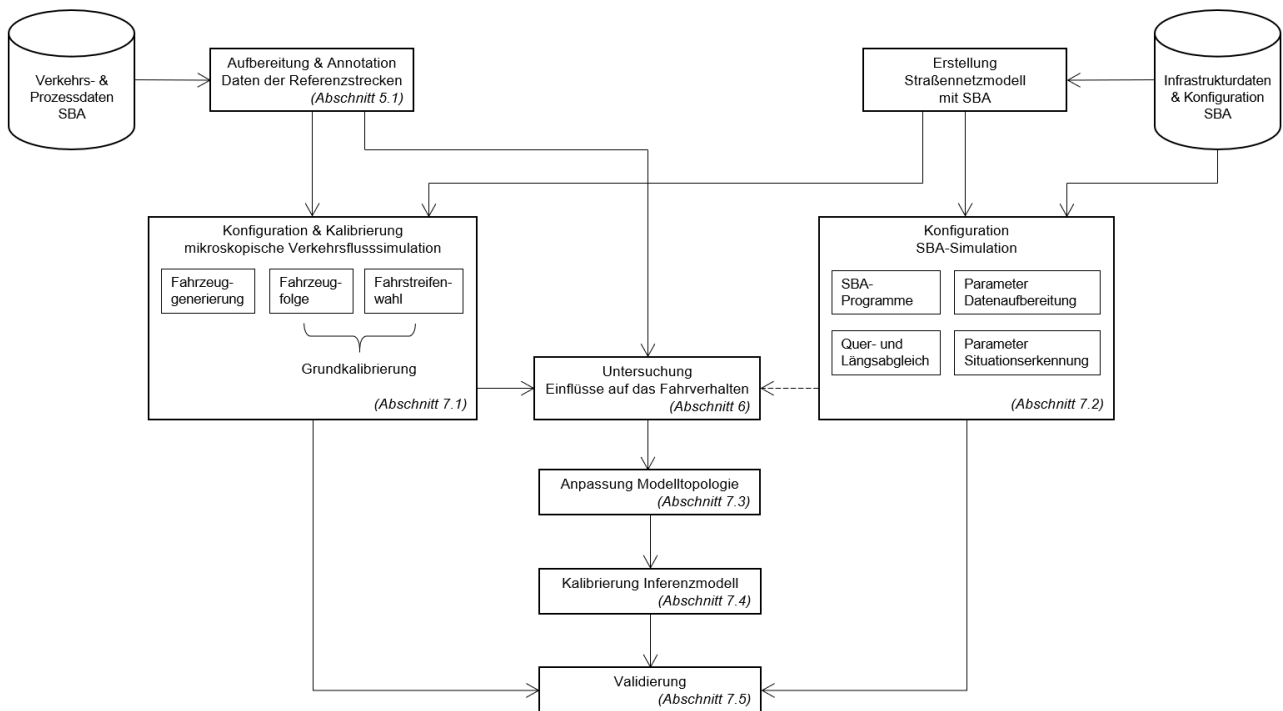 Verkehrs- &
Prozessdaten
SBA
Aufbereitung & Annotation
Daten der Referenzstrecken
(Abschnitt 5.1)
Erstellung
Straßennetzmodell
mit SBA
Infrastrukturdaten
& Konfiguration
SBA
Konfiguration & Kalibrierung
mikroskopische Verkehrsflusssimulation
Fahrzeug-
generierung
Fahrzeug-
folge
Fahrstreifen-
wahl
Grundkalibrierung
(Abschnitt 7.1)
Konfiguration
SBA-Simulation
SBA-
Programme
Parameter
Datenaufbereitung
Quer- und
Längsabgleich
Parameter
Situationserkennung
(Abschnitt 7.2)
Untersuchung
Einflüsse auf das Fahrverhalten
(Abschnitt 6)
Anpassung Modelltopologie
(Abschnitt 7.3)
Kalibrierung Inferenzmodell
(Abschnitt 7.4)
Validierung
(Abschnitt 7.5)